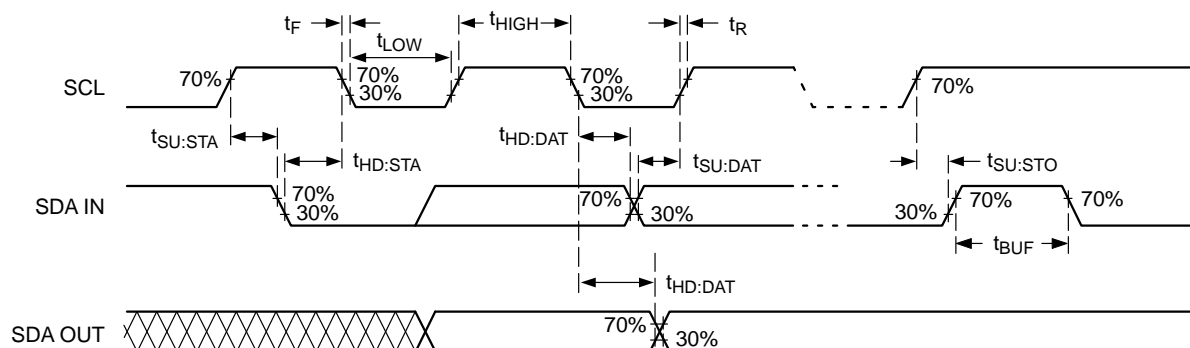 tF
tHIGH
tR
tLOW
SCL
70%
70%
30%
70%
30%
70%
tSU:STA
tHD:STA
tHD:DAT
tSU:DAT
tSU:STO
SDA IN
70%
30%
70%
30%
30%
70%
70%
tBUF
tHD:DAT
SDA OUT
70%
30%